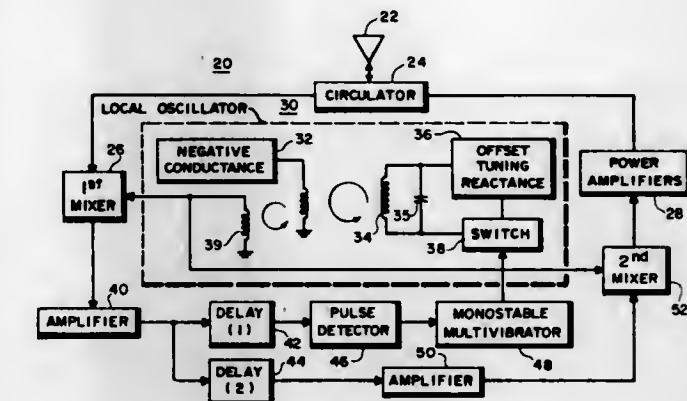 22
20
24
CIRCULATOR
LOCAL OSCILLATOR
30
26
1ST
MIXER
32
NEGATIVE
CONDUCTANCE
36
OFFSET
TUNING
REACTANCE
35
34
38
SWITCH
39
POWER
AMPLIFIERS
28
2nd
MIXER
52
40
AMPLIFIER
DELAY
(1)
42
PULSE
DETECTOR
46
MONOSTABLE
MULTIVIBRATOR
48
44
DELAY
(2)
50
AMPLIFIER